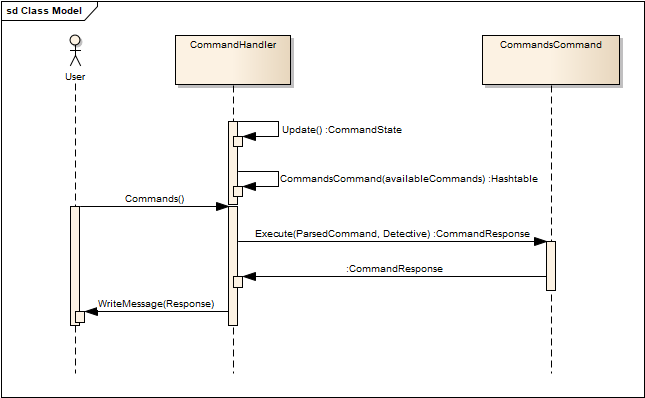 sd Class Model
User
CommandHandler
CommandsCommand
Update() :CommandState
CommandsCommand(availableCommands) :Hashtable
Commands()
Execute(ParsedCommand, Detective) :CommandResponse
:CommandResponse
WriteMessage(Response)